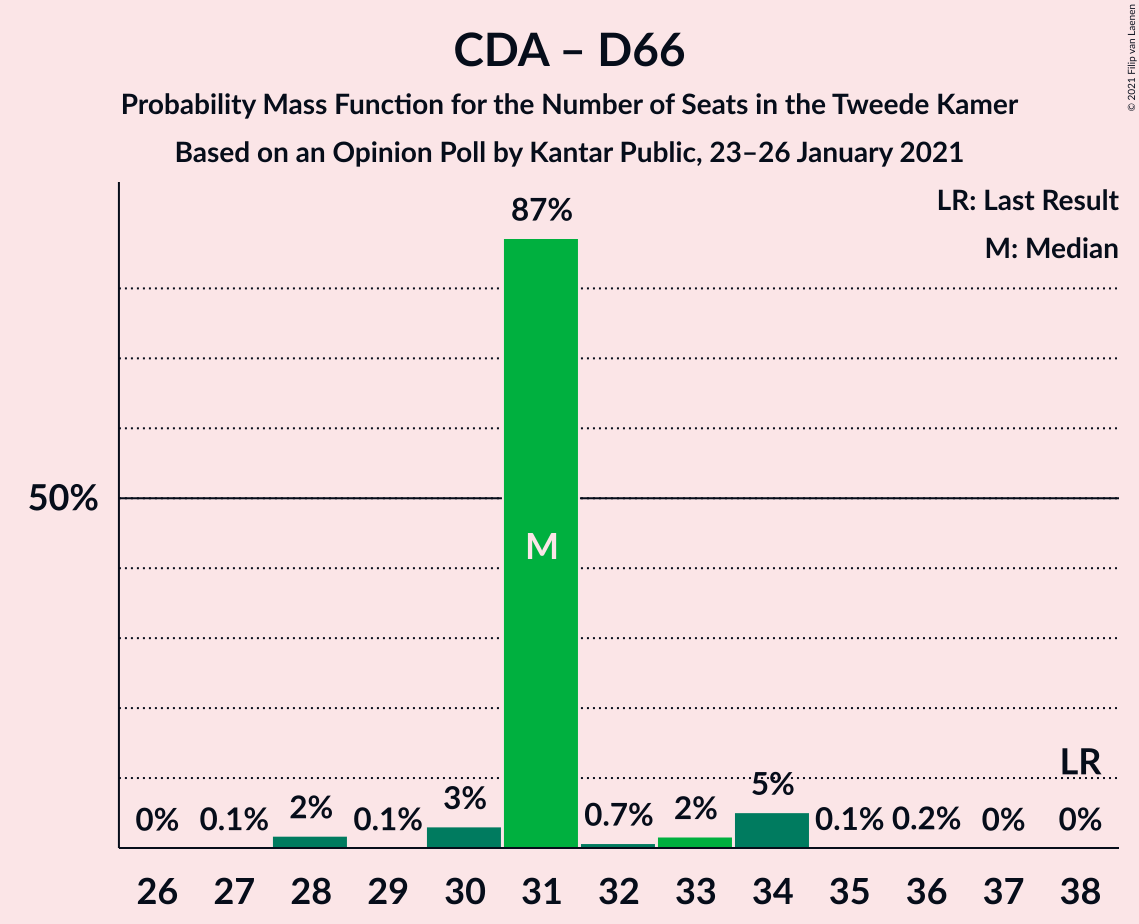 CDA – D66
Probability Mass Function for the Number of Seats in the Tweede Kamer
Based on an Opinion Poll by Kantar Public, 23–26 January 2021
© 2021 Filip van Laenen
LR: Last Result
M: Median
87%
50%
M
LR
0% 0.1% 2% 0.1% 3% 0.7% 2% 5% 0.1% 0.2% 0% 0%
26 27 28 29 30 31 32 33 34 35 36 37 38